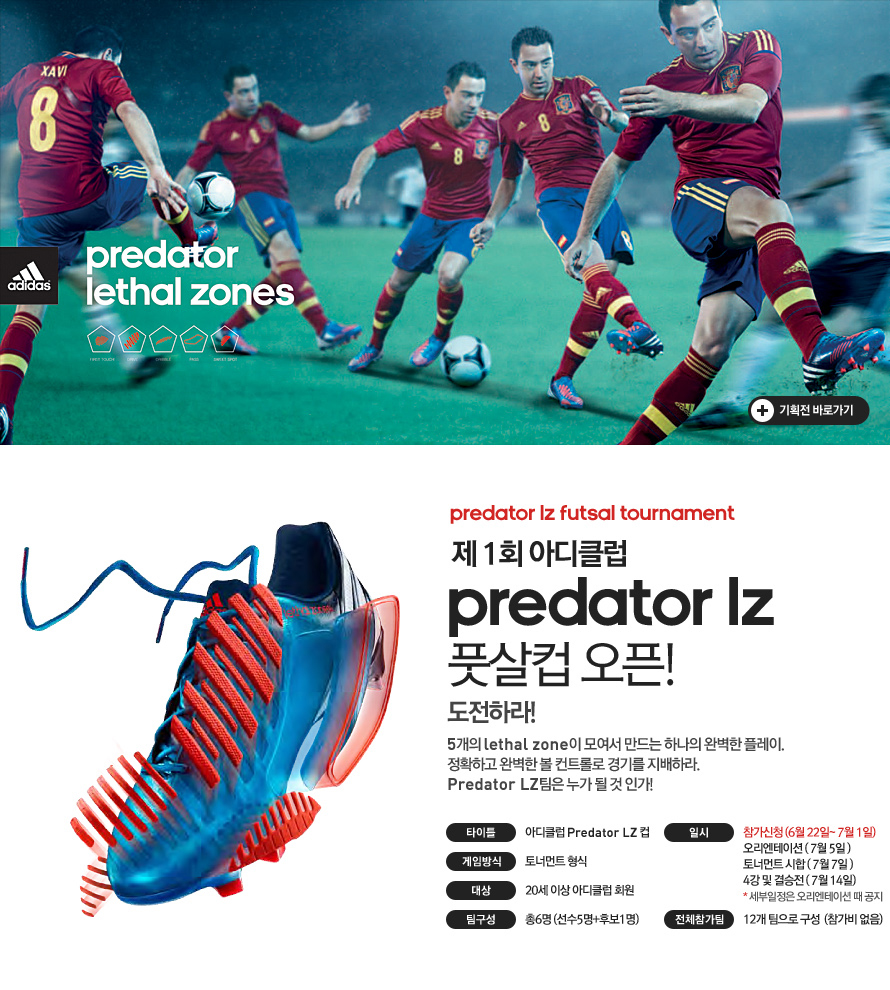 XAVI
8
8
8
8
adidas
predator
lethal zones
FIRST TOUCH DRIBBLE PASS SWEET SPOT
기획전 바로가기
predator lz futsal tournament
제 1회 아디클럽
predator lz
풋살컵 오픈!
도전하라!
5개의 lethal zone이 모여서 만드는 하나의 완벽한 플레이.
정확하고 완벽한 볼 컨트롤로 경기를 지배하라.
Predator LZ팀은 누가 될 것 인가!
타이틀 아디클럽 Predator LZ 컵
게임방식 토너먼트 형식
대상 20세 이상 아디클럽 회원
팀구성 총6명 (선수5명+후보1명)
일시 참가신청 (6월 22일~ 7월 1일)
오리엔테이션 ( 7월 5일 )
토너먼트 시합 ( 7월 7일 )
4강 및 결승전 ( 7월 14일)
* 세부일정은 오리엔테이션 때 공지
전체참가팀 12개 팀으로 구성 (참가비 없음)